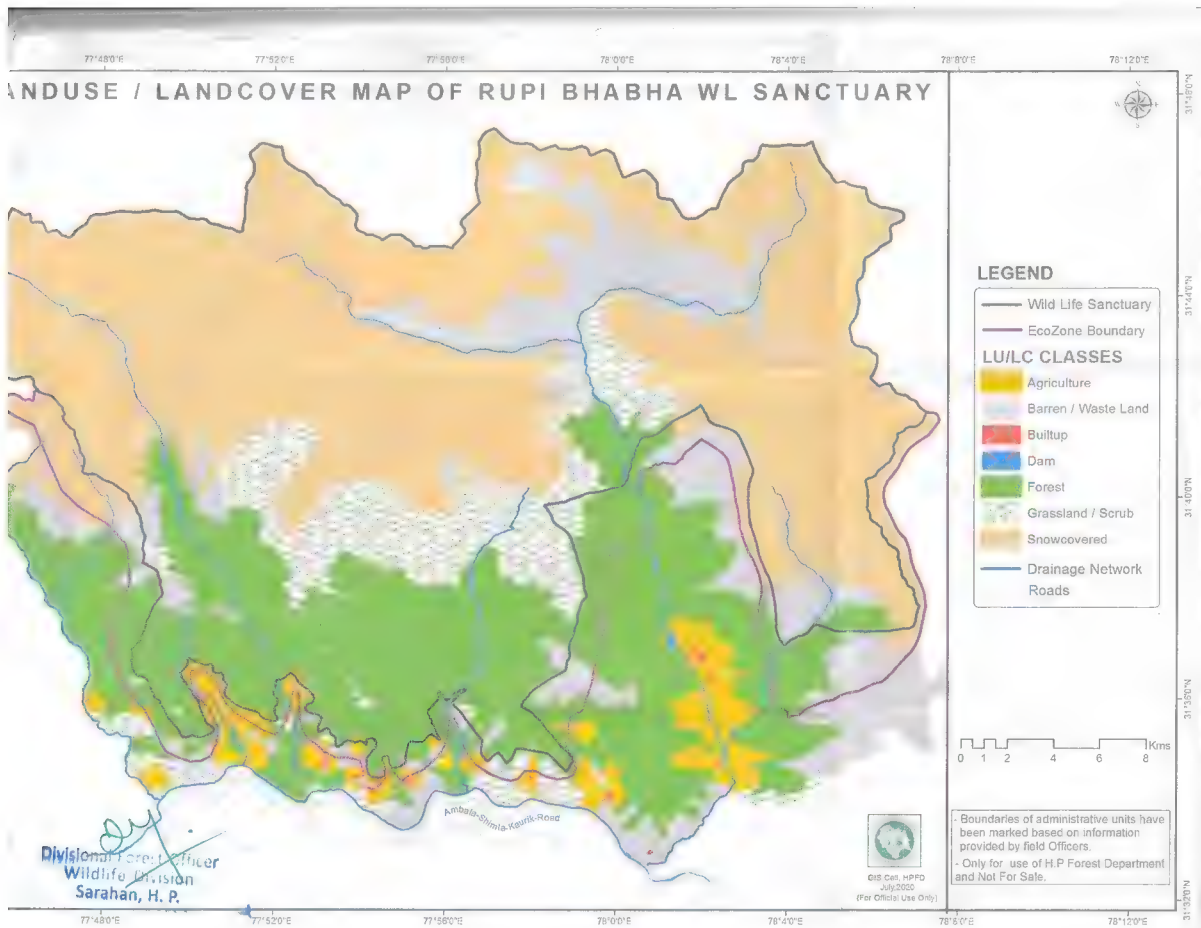 77°48'0"E 77°52'0"E 77°56'0"E 78°0'0"E 78°4'0"E 78°8'0"E 78°12'0"E
ANDUSE / LANDCOVER MAP OF RUPI BHABHA WL SANCTUARY
31°48'0"N
LEGEND
Wild Life Sanctuary
EcoZone Boundary
LU/LC CLASSES
Agriculture
Barren / Waste Land
Builtup
Dam
Forest
Grassland / Scrub
Snowcovered
Drainage Network
Roads
31°44'0"N
31°40'0"N
31°36'0"N
31°32'0"N
0 1 2 4 6 8 Kms
Ambala-Shimla-Kaurik-Road
- Boundaries of administrative units have
been marked based on information
provided by field Officers.
- Only for use of H.P Forest Department
and Not For Sale.
GIS Cell, HPFD
July,2020
(For Official Use Only)
Divisional Forest Officer
Wildlife Division
Sarahan, H. P.
77°48'0"E 77°52'0"E 77°56'0"E 78°0'0"E 78°4'0"E 78°8'0"E 78°12'0"E